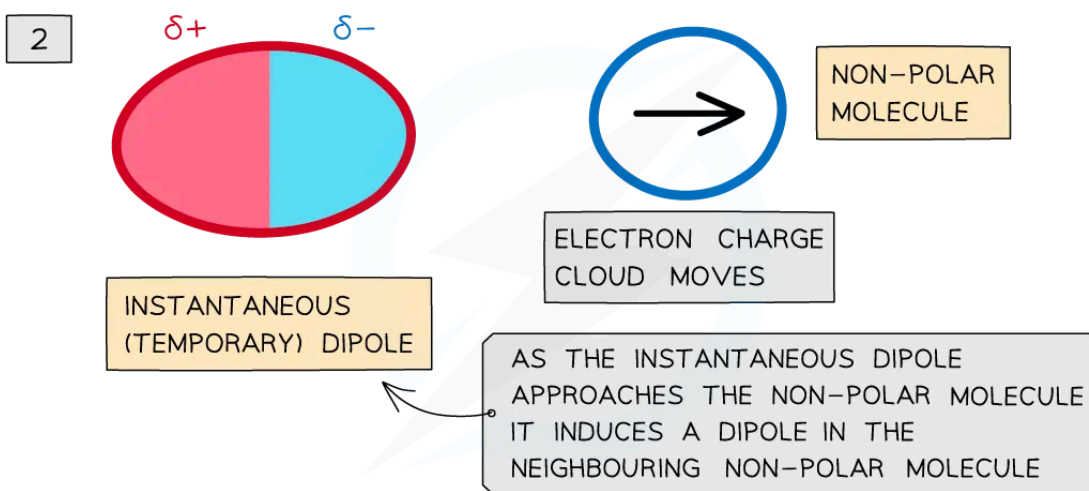 2
δ+ δ−
NON–POLAR
MOLECULE
ELECTRON CHARGE
CLOUD MOVES
INSTANTANEOUS
(TEMPORARY) DIPOLE
AS THE INSTANTANEOUS DIPOLE
APPROACHES THE NON–POLAR MOLECULE
IT INDUCES A DIPOLE IN THE
NEIGHBOURING NON–POLAR MOLECULE